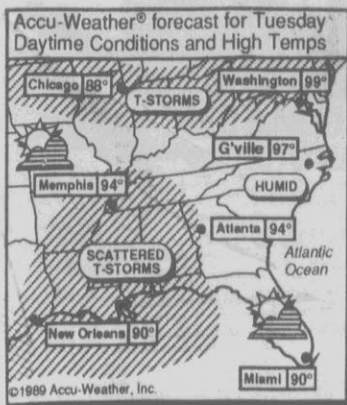 Accu-Weather® forecast for Tuesday
Daytime Conditions and High Temps
Chicago 88°
Washington 99°
T-STORMS
G'ville 97°
Memphis 94°
HUMID
Atlanta 94°
SCATTERED
T-STORMS
Atlantic
Ocean
New Orleans 90°
Miami 90°
©1989 Accu-Weather, Inc.